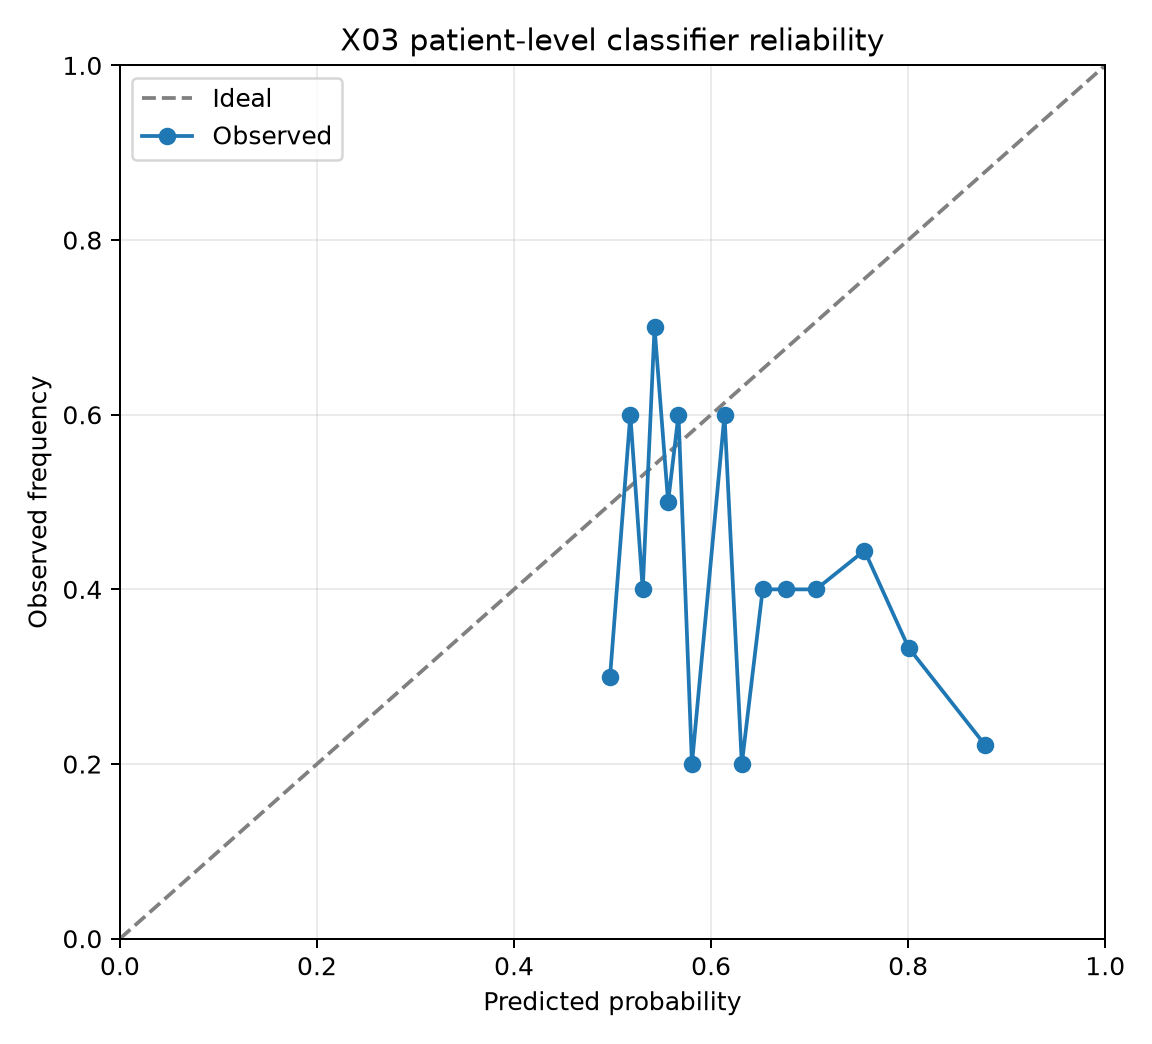 X03 patient-level classifier reliability
Ideal
Observed
1.0
0.8
0.6
0.4
0.2
0.0
Observed frequency
0.0 0.2 0.4 0.6 0.8 1.0
Predicted probability